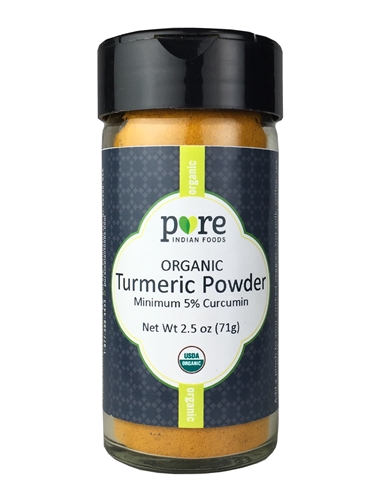 organic
pure
INDIAN FOODS
ORGANIC
Turmeric Powder
Minimum 5% Curcumin
Net Wt 2.5 oz (71g)
USDA
ORGANIC
organic